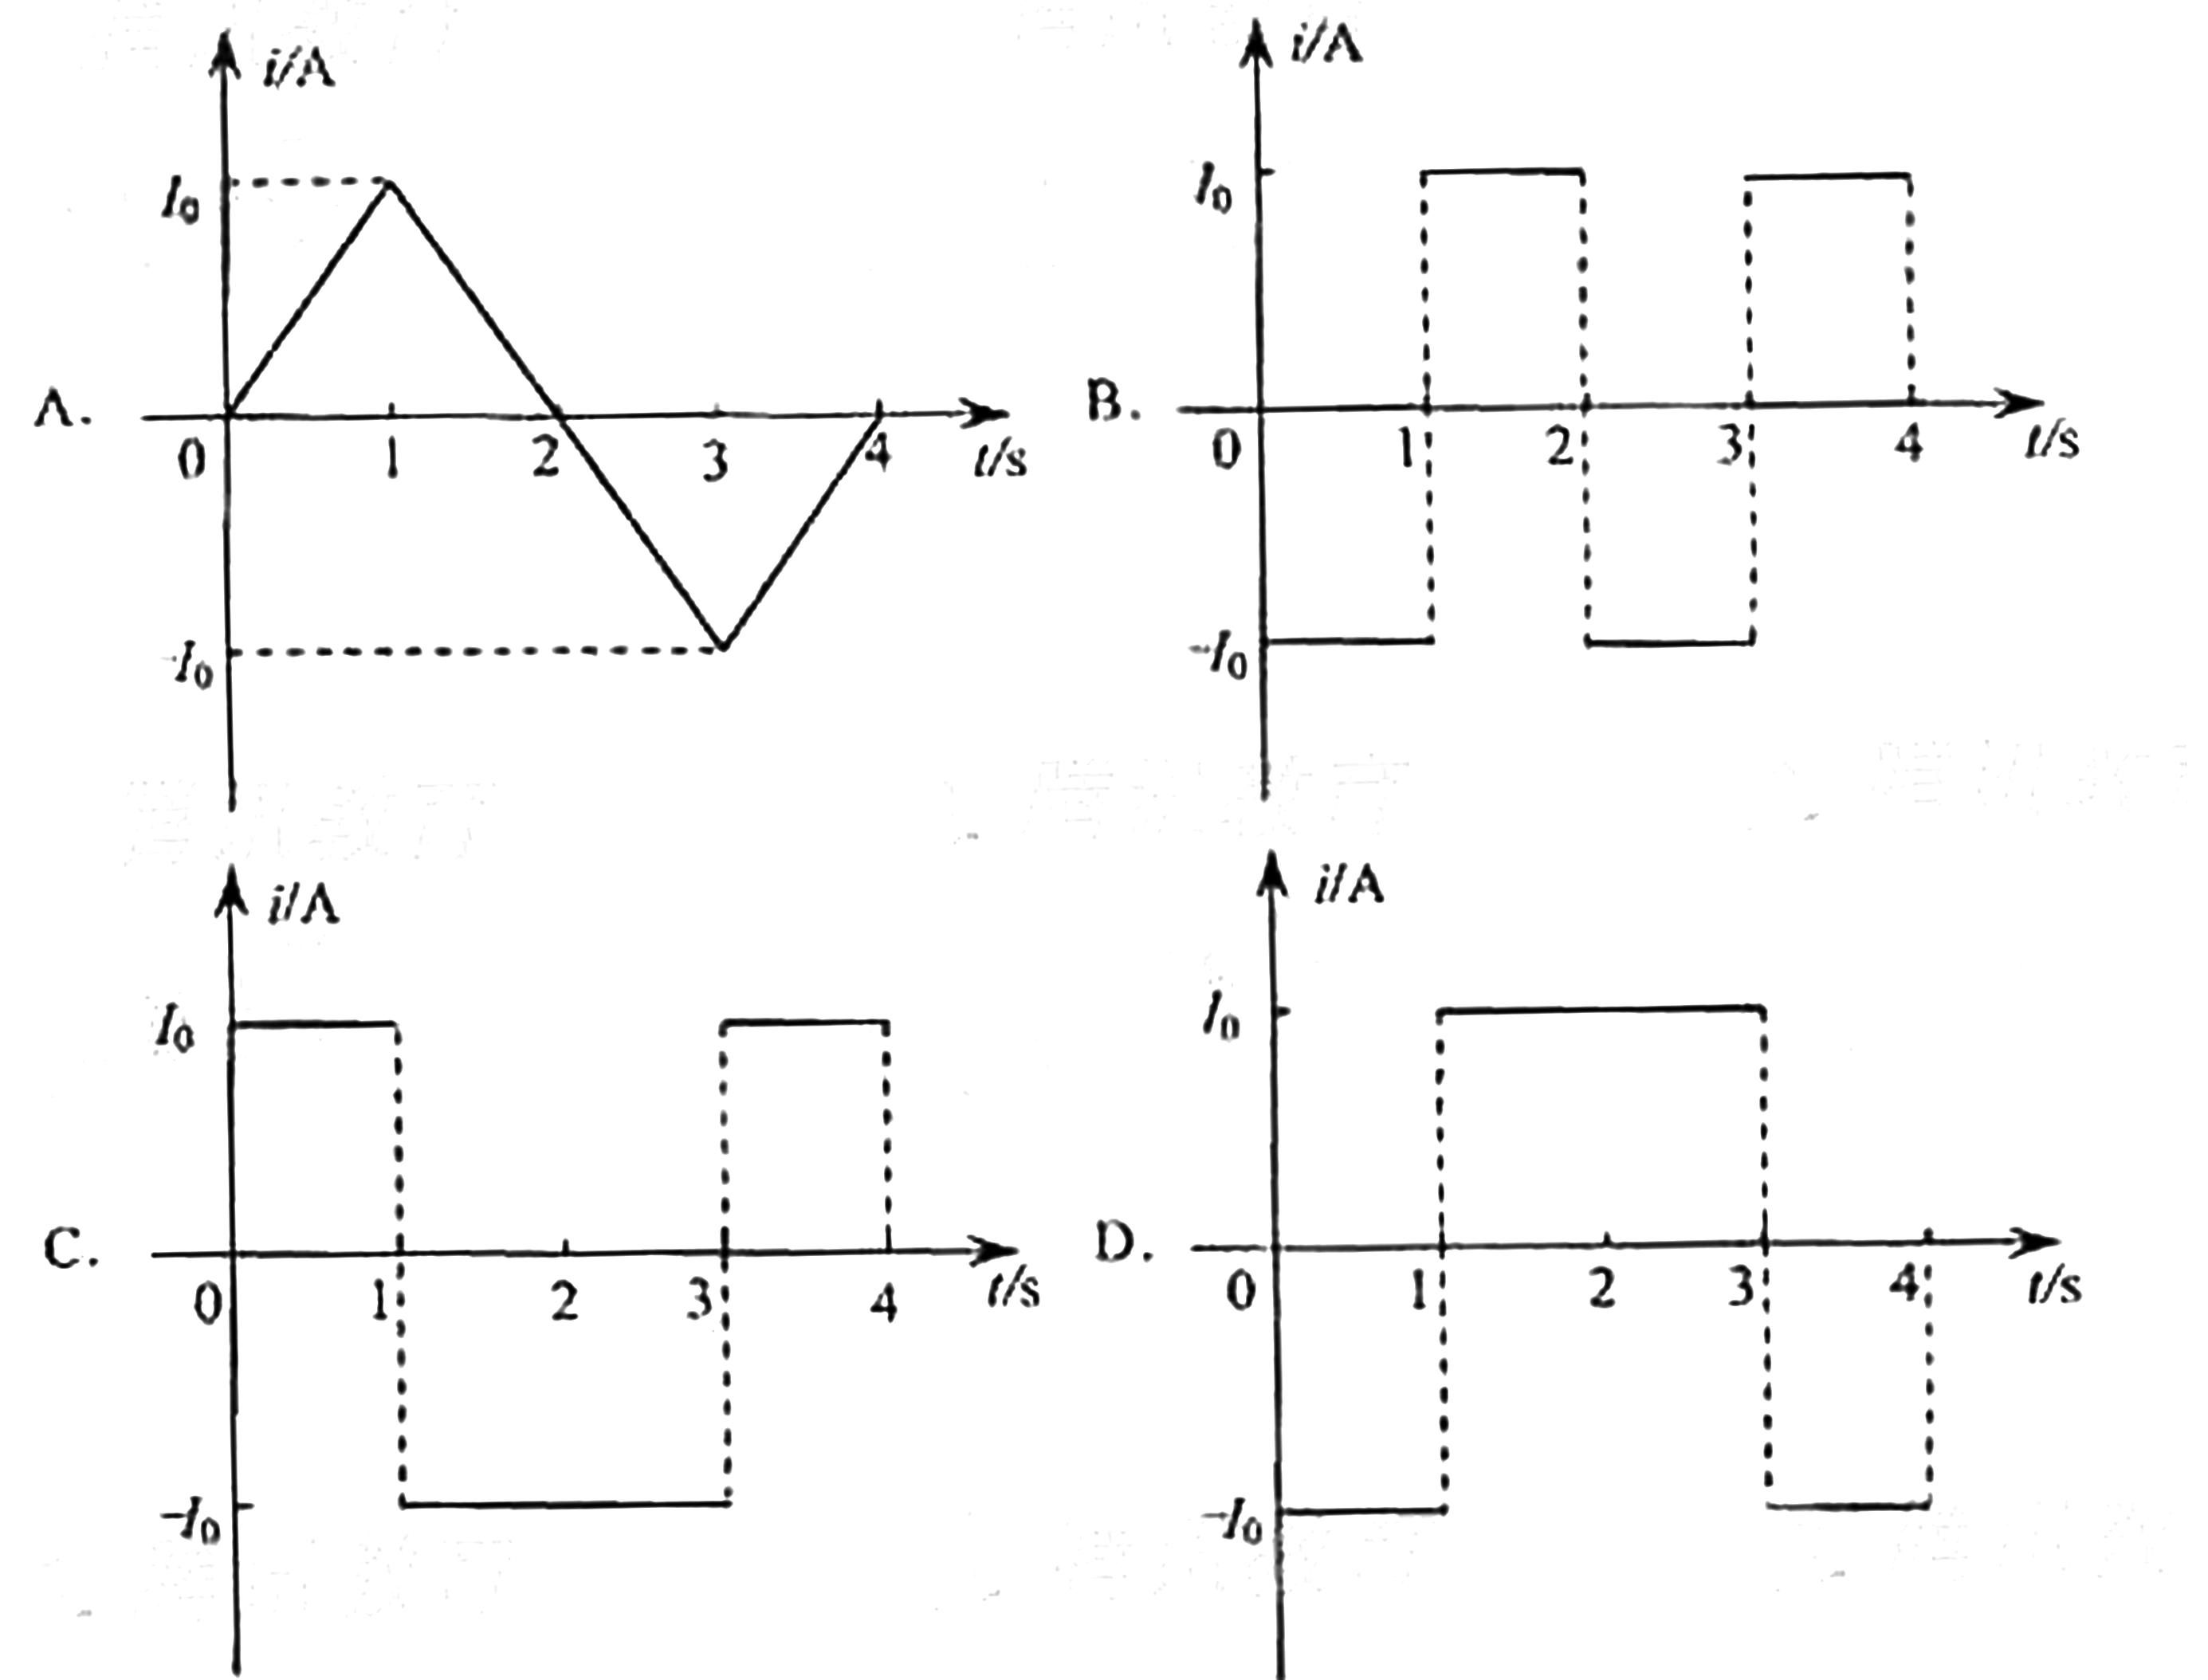 i/A
I₀
A.
0 1 2 3 4 t/s
-I₀
i/A
I₀
B.
0 1 2 3 4 t/s
-I₀
i/A
I₀
C.
0 1 2 3 4 t/s
-I₀
i/A
I₀
D.
0 1 2 3 4 t/s
-I₀